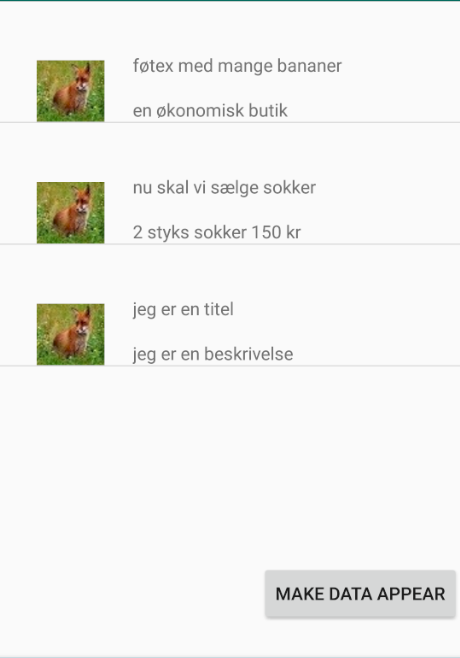 føtex med mange bananer
en økonomisk butik
nu skal vi sælge sokker
2 styks sokker 150 kr
jeg er en titel
jeg er en beskrivelse
MAKE DATA APPEAR